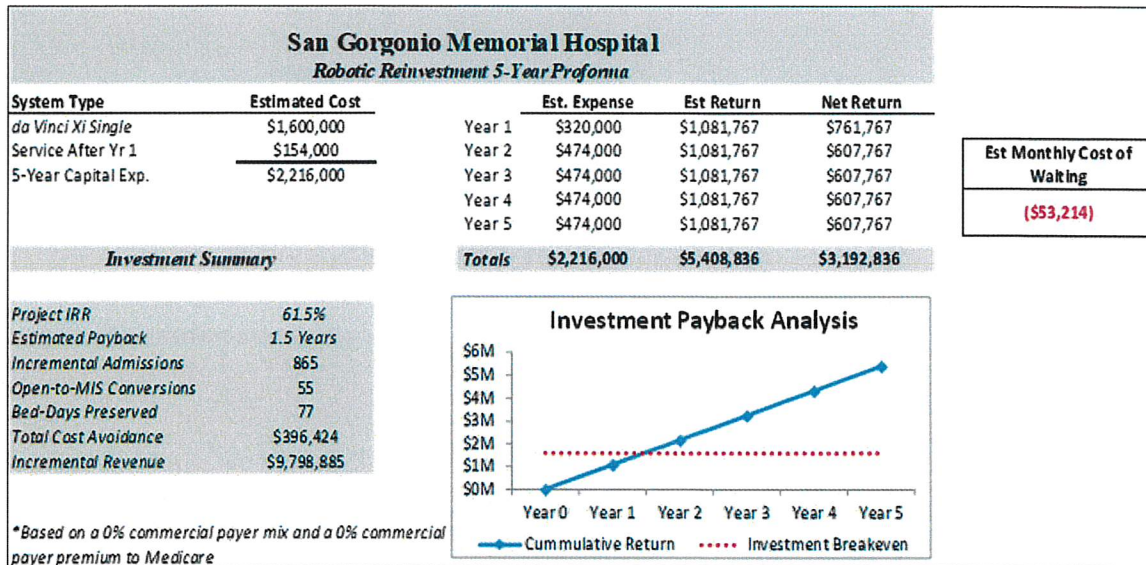 San Gorgonio Memorial Hospital
Robotic Reinvestment 5-Year Proforma
System Type Estimated Cost
da Vinci Xi Single $1,600,000
Service After Yr 1 $154,000
5-Year Capital Exp. $2,216,000
Est. Expense Est Return Net Return
Year 1 $320,000 $1,081,767 $761,767
Year 2 $474,000 $1,081,767 $607,767
Year 3 $474,000 $1,081,767 $607,767
Year 4 $474,000 $1,081,767 $607,767
Year 5 $474,000 $1,081,767 $607,767
Totals $2,216,000 $5,408,836 $3,192,836
Est Monthly Cost of
Waiting
($53,214)
Investment Summary
Project IRR 61.5%
Estimated Payback 1.5 Years
Incremental Admissions 865
Open-to-MIS Conversions 55
Bed-Days Preserved 77
Total Cost Avoidance $396,424
Incremental Revenue $9,798,885
*Based on a 0% commercial payer mix and a 0% commercial
payer premium to Medicare
Investment Payback Analysis
$6M
$5M
$4M
$3M
$2M
$1M
$0M
Year 0 Year 1 Year 2 Year 3 Year 4 Year 5
Cummulative Return Investment Breakeven